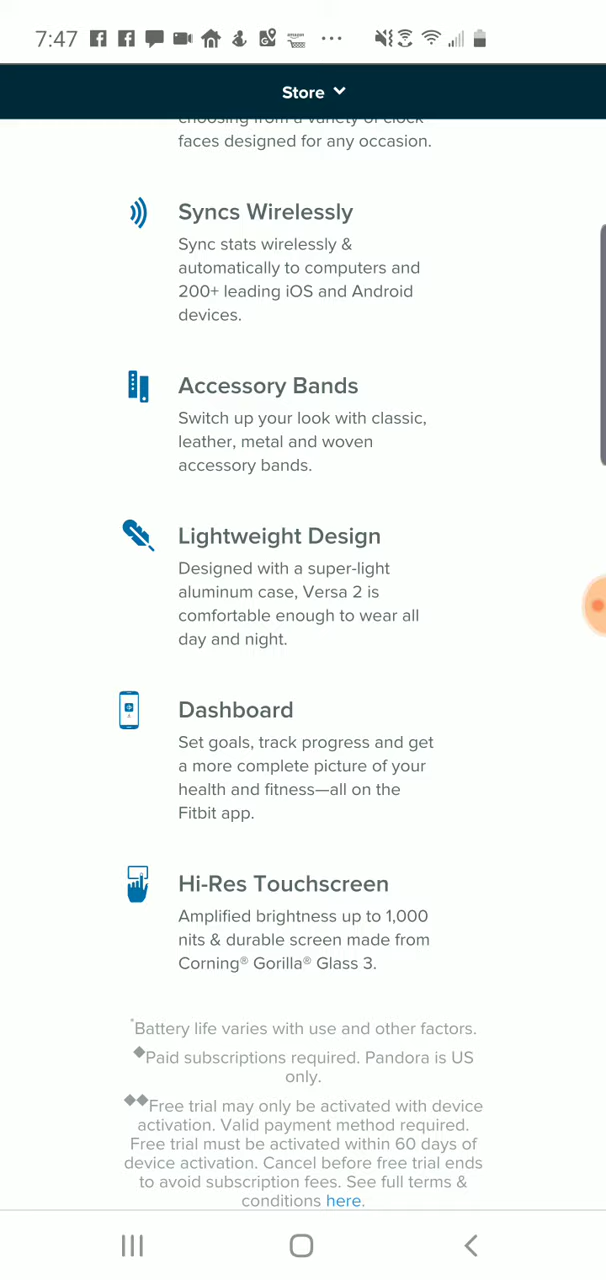 7:47
Store
choosing from a variety of clock
faces designed for any occasion.
Syncs Wirelessly
Sync stats wirelessly &
automatically to computers and
200+ leading iOS and Android
devices.
Accessory Bands
Switch up your look with classic,
leather, metal and woven
accessory bands.
Lightweight Design
Designed with a super-light
aluminum case, Versa 2 is
comfortable enough to wear all
day and night.
Dashboard
Set goals, track progress and get
a more complete picture of your
health and fitness—all on the
Fitbit app.
Hi-Res Touchscreen
Amplified brightness up to 1,000
nits & durable screen made from
Corning® Gorilla® Glass 3.
*Battery life varies with use and other factors.
◆Paid subscriptions required. Pandora is US
only.
◆◆Free trial may only be activated with device
activation. Valid payment method required.
Free trial must be activated within 60 days of
device activation. Cancel before free trial ends
to avoid subscription fees. See full terms &
conditions here.